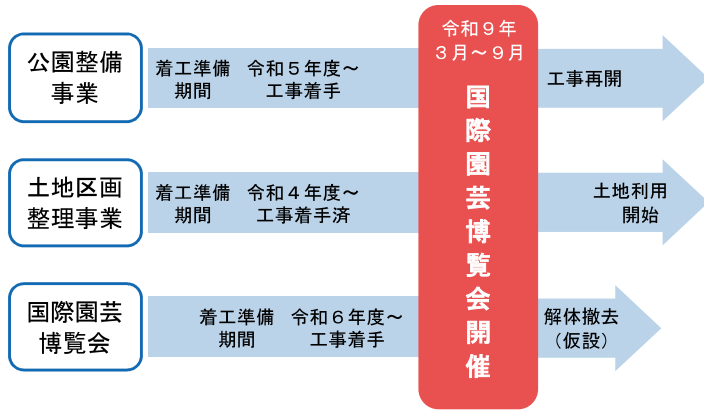 令和９年
３月～９月
国際園芸博覧会開催
公園整備
事業
着工準備
期間
令和５年度～
工事着手
工事再開
土地区画
整理事業
着工準備
期間
令和４年度～
工事着手済
土地利用
開始
国際園芸
博覧会
着工準備
期間
令和６年度～
工事着手
解体撤去
（仮設）